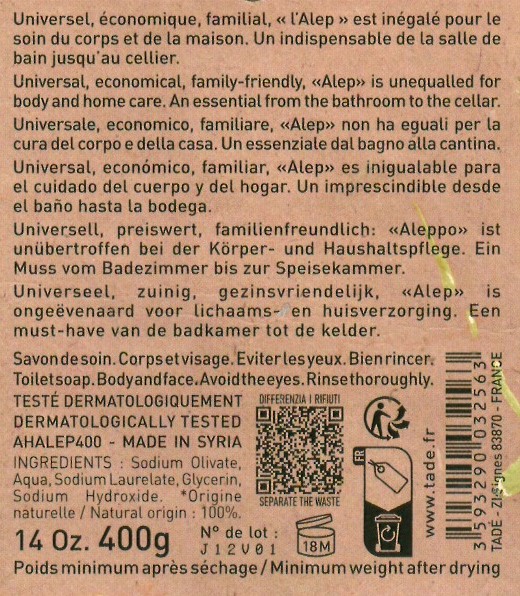 Universel, économique, familial, « l'Alep » est inégalé pour le
soin du corps et de la maison. Un indispensable de la salle de
bain jusqu'au cellier.
Universal, economical, family-friendly, «Alep» is unequalled for
body and home care. An essential from the bathroom to the cellar.
Universale, economico, familiare, «Alep» non ha eguali per la
cura del corpo e della casa. Un essenziale dal bagno alla cantina.
Universal, económico, familiar, «Alep» es inigualable para
el cuidado del cuerpo y del hogar. Un imprescindible desde
el baño hasta la bodega.
Universell, preiswert, familienfreundlich: «Aleppo» ist
unübertroffen bei der Körper- und Haushaltspflege. Ein
Muss vom Badezimmer bis zur Speisekammer.
Universeel, zuinig, gezinsvriendelijk, «Alep» is
ongeëvenaard voor lichaams- en huisverzorging. Een
must-have van de badkamer tot de kelder.
Savon de soin. Corps et visage. Eviter les yeux. Bien rincer.
Toilet soap. Body and face. Avoid the eyes. Rinse thoroughly.
TESTÉ DERMATOLOGIQUEMENT
DERMATOLOGICALLY TESTED
AHALEP400 - MADE IN SYRIA
INGREDIENTS : Sodium Olivate,
Aqua, Sodium Laurelate, Glycerin,
Sodium Hydroxide. *Origine
naturelle / Natural origin : 100%.
DIFFERENZIA I RIFIUTI
SEPARATE THE WASTE
FR
www.tade.fr
3 593290 032563
TADÉ - ZI Signes 83870 - FRANCE
14 Oz. 400g
N° de lot :
J12V01
18M
Poids minimum après séchage / Minimum weight after drying